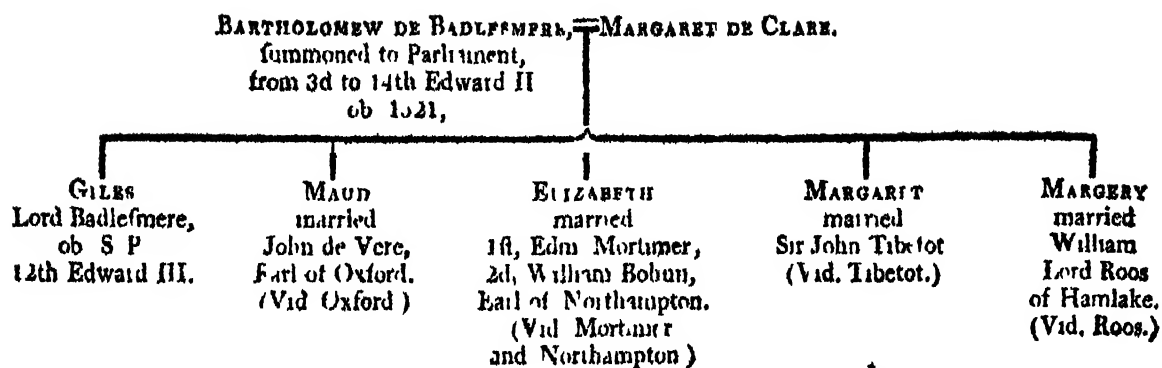 BARTHOLOMEW DE BADLESMERE, = MARGARET DE CLARE.
ſummoned to Parliament,
from 3d to 14th Edward II
ob 1321,
GILES
Lord Badleſmere,
ob S P
12th Edward III.
MAUD
married
John de Vere,
Earl of Oxford.
(Vid Oxford)
ELIZABETH
married
1ſt, Edm Mortimer,
2d, William Bohun,
Earl of Northampton.
(Vid Mortimer
and Northampton)
MARGARET
married
Sir John Tibetot
(Vid. Tibetot.)
MARGERY
married
William
Lord Roos
of Hamlake.
(Vid. Roos.)